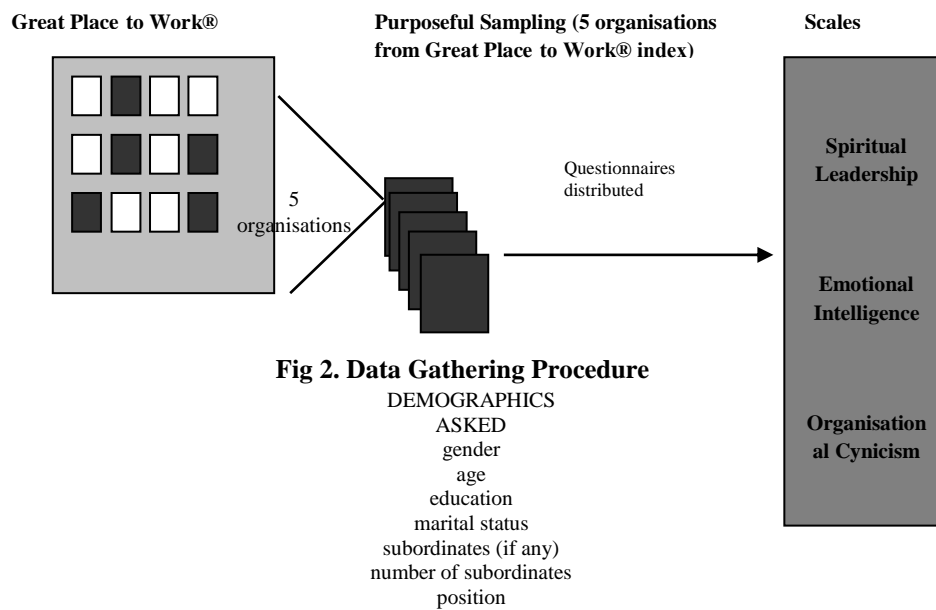 Great Place to Work®
Purposeful Sampling (5 organisations
from Great Place to Work® index)
Scales
5
organisations
Questionnaires
distributed
Spiritual
Leadership
Emotional
Intelligence
Organisation
al Cynicism
Fig 2. Data Gathering Procedure
DEMOGRAPHICS
ASKED
gender
age
education
marital status
subordinates (if any)
number of subordinates
position